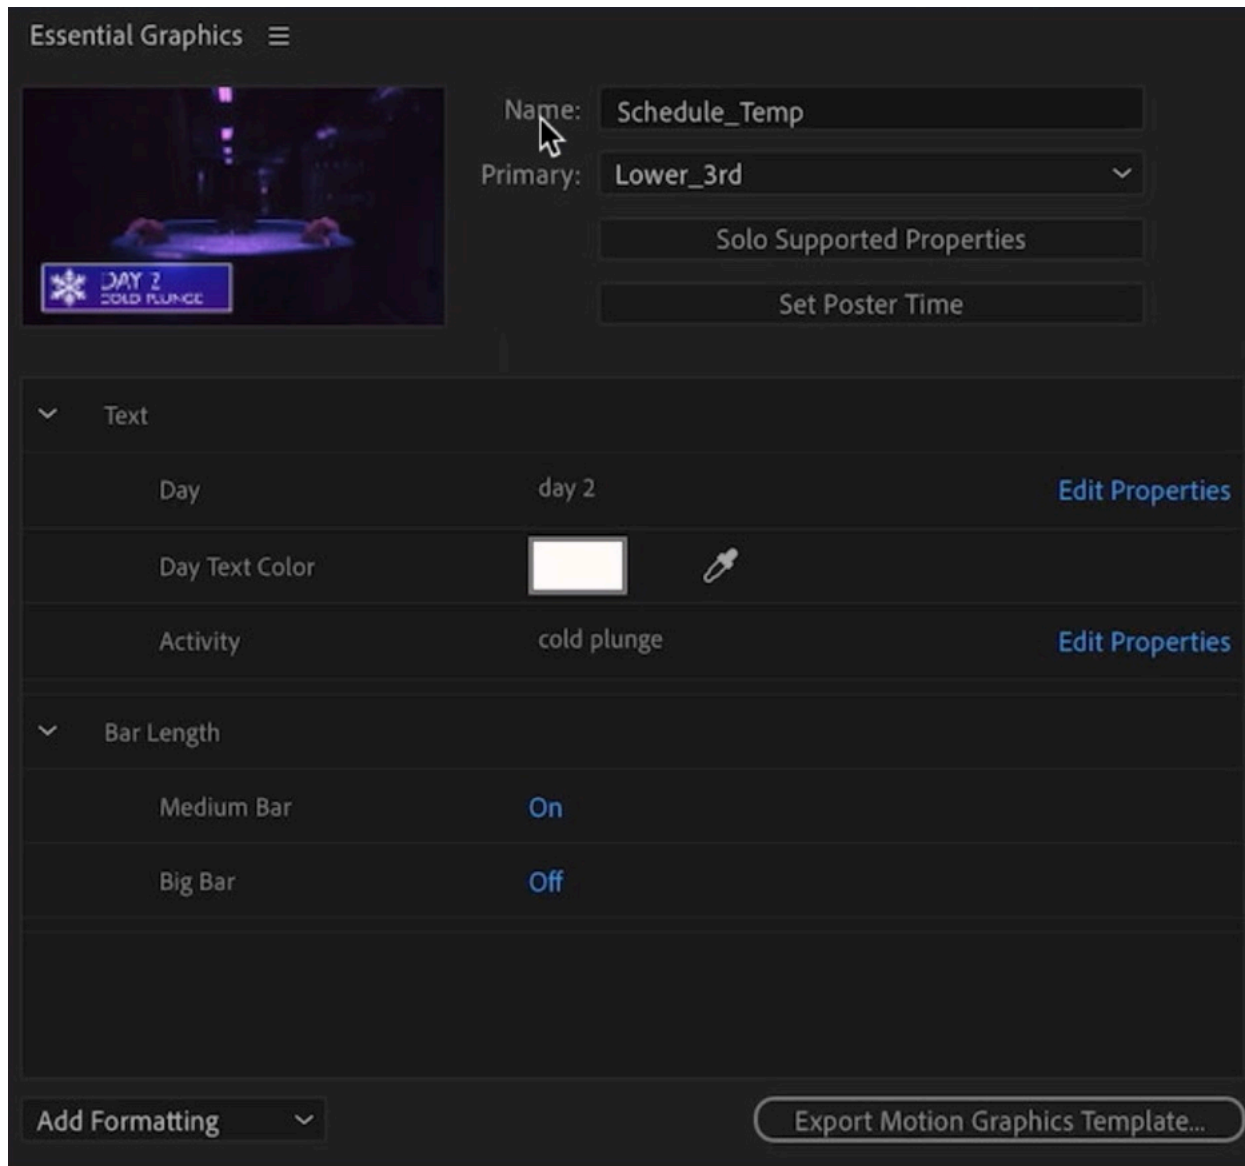 Essential Graphics
Name: Schedule_Temp
Primary: Lower_3rd
Solo Supported Properties
DAY 2
COLD PLUNGE
Set Poster Time
Text
Day day 2 Edit Properties
Day Text Color
Activity cold plunge Edit Properties
Bar Length
Medium Bar On
Big Bar Off
Add Formatting Export Motion Graphics Template...